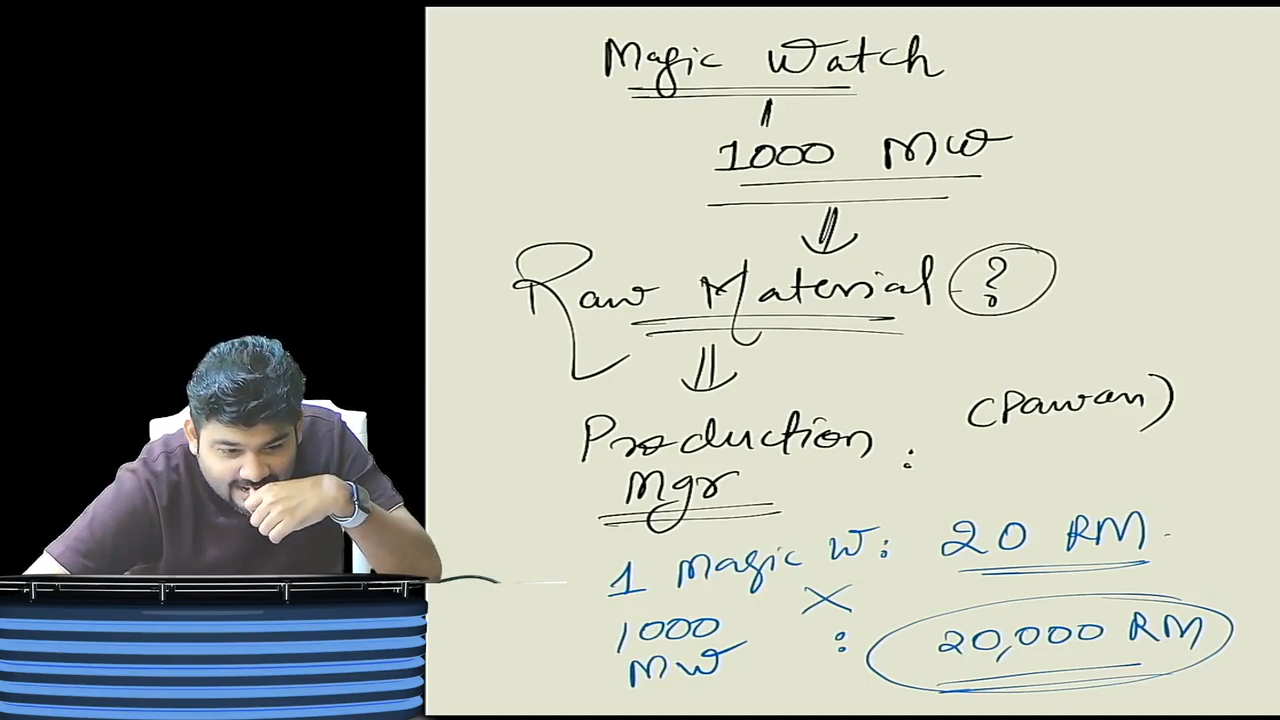 Magic Watch
1000 MW
Raw Material ?
Production : (Pawan)
Mgr
1 Magic W: 20 RM.
×
1000 : 20,000 RM
MW